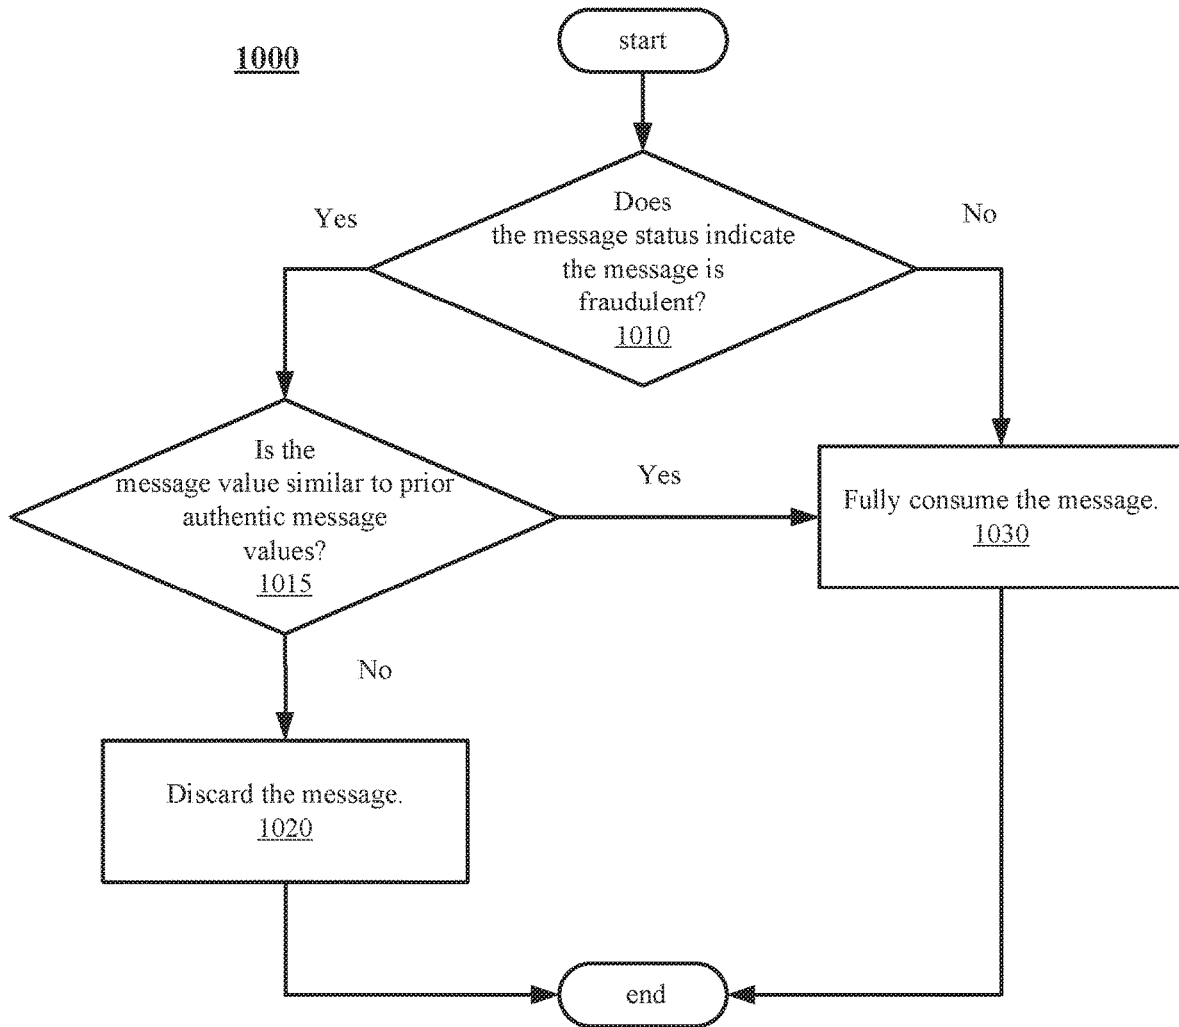 1000
start
Yes
No
Does
the message status indicate
the message is
fraudulent?
1010
Is the
message value similar to prior
authentic message
values?
1015
Yes
Fully consume the message.
1030
No
Discard the message.
1020
end